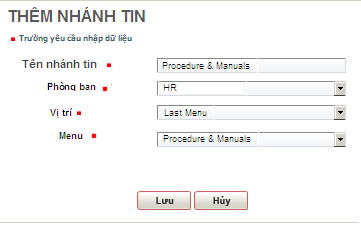 THÊM NHÁNH TIN
Trường yêu cầu nhập dữ liệu
Tên nhánh tin Procedure & Manuals
Phòng ban HR
Vị trí Last Menu
Menu Procedure & Manuals
Lưu Hủy